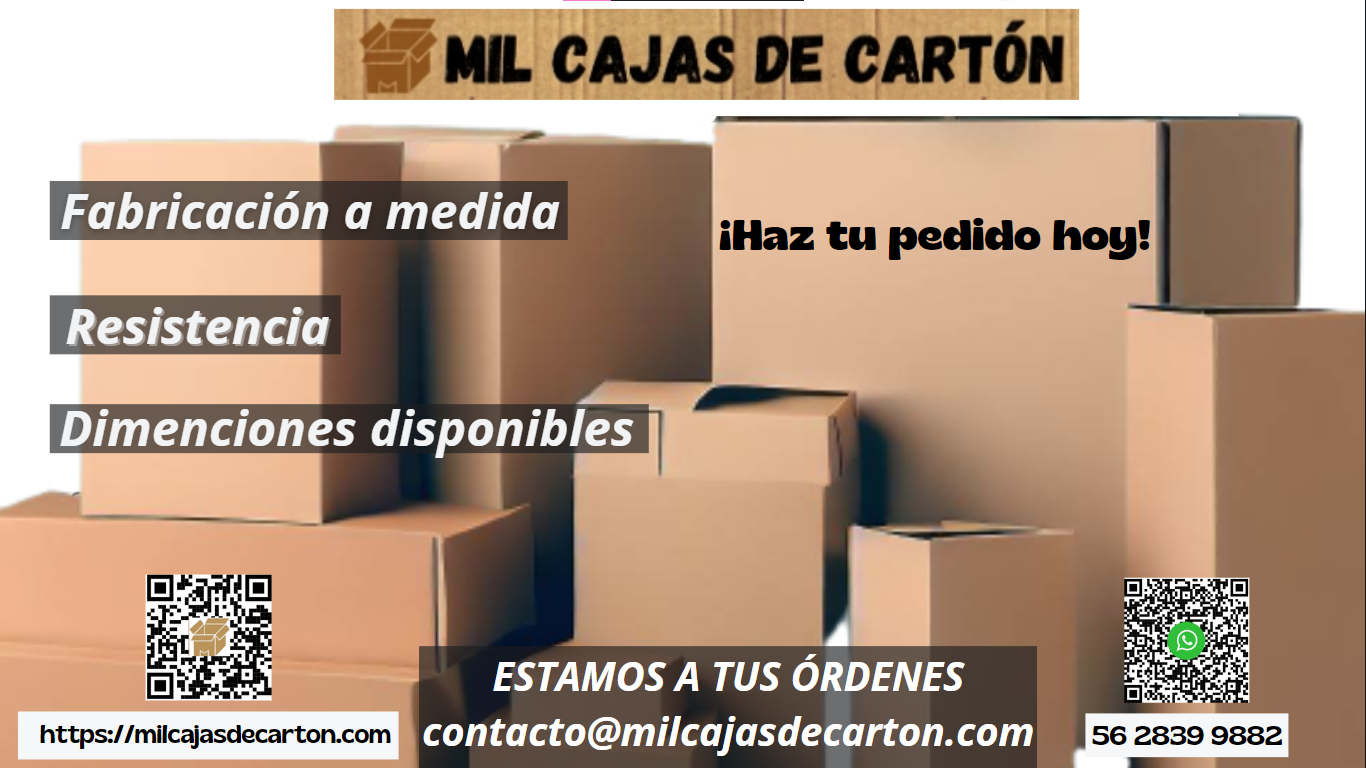 MIL CAJAS DE CARTÓN
Fabricación a medida
¡Haz tu pedido hoy!
Resistencia
Dimenciones disponibles
ESTAMOS A TUS ÓRDENES
https://milcajasdecarton.com
contacto@milcajasdecarton.com
56 2839 9882